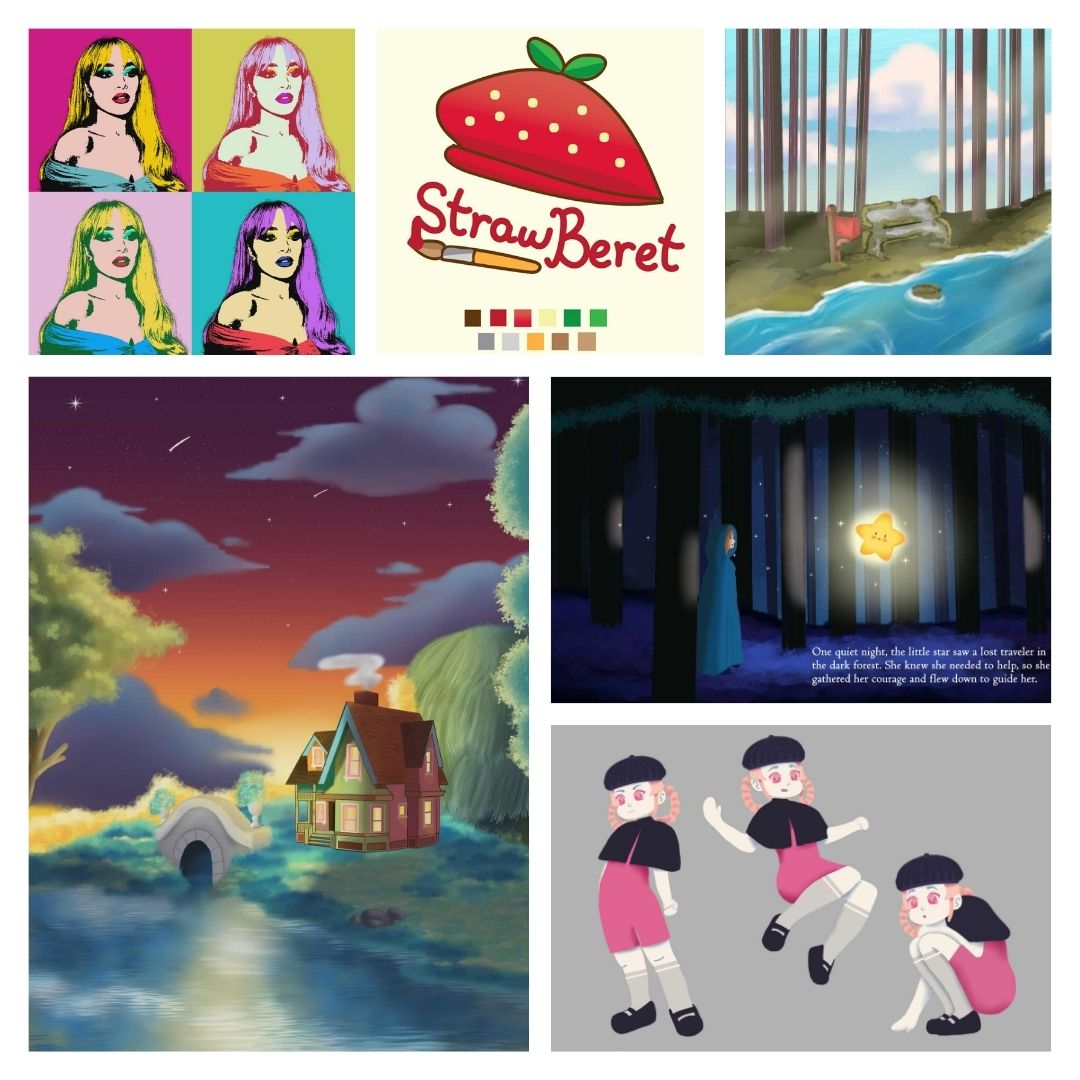 StrawBeret
One quiet night, the little star saw a lost traveler in
the dark forest. She knew she needed to help, so she
gathered her courage and flew down to guide her.